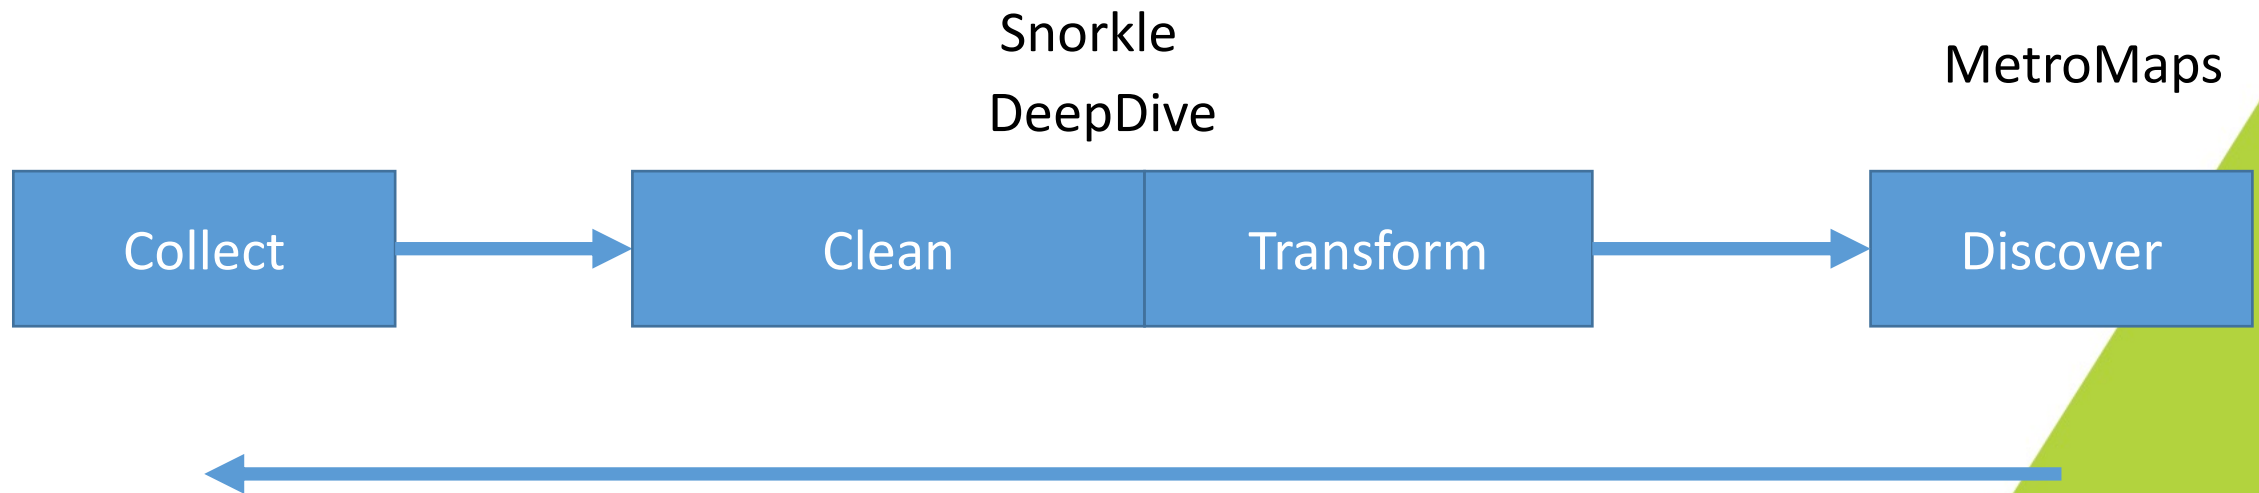 Snorkle
DeepDive
MetroMaps
Collect
Clean
Transform
Discover